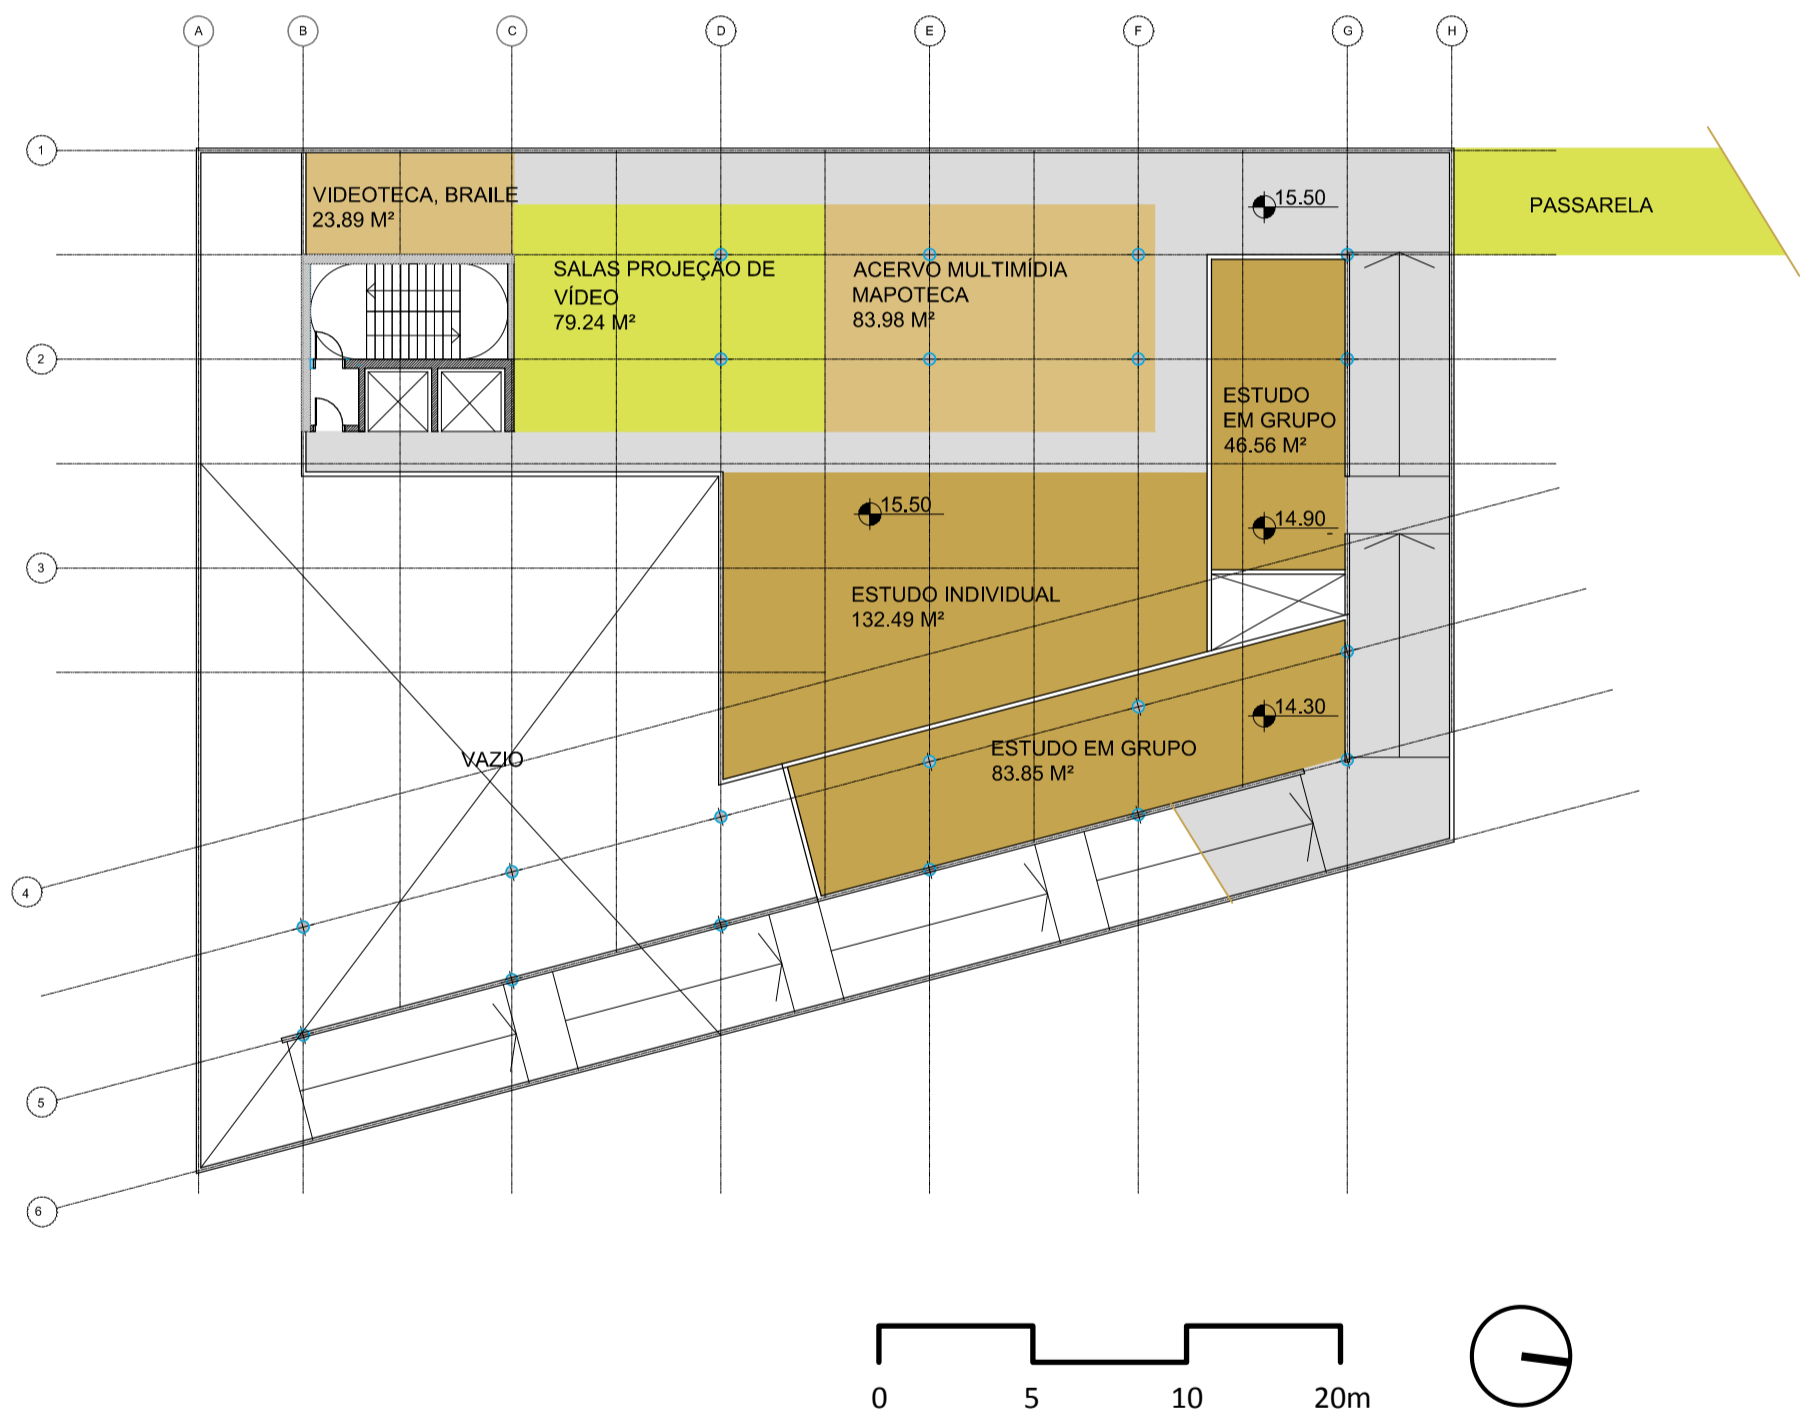 A B C D E F G H
1
VIDEOTECA, BRAILE
23.89 M²
15.50
PASSARELA
SALAS PROJEÇÃO DE
VÍDEO
79.24 M²
ACERVO MULTIMÍDIA
MAPOTECA
83.98 M²
2
ESTUDO
EM GRUPO
46.56 M²
15.50
14.90
3
ESTUDO INDIVIDUAL
132.49 M²
14.30
VAZIO
ESTUDO EM GRUPO
83.85 M²
4
5
6
0 5 10 20m